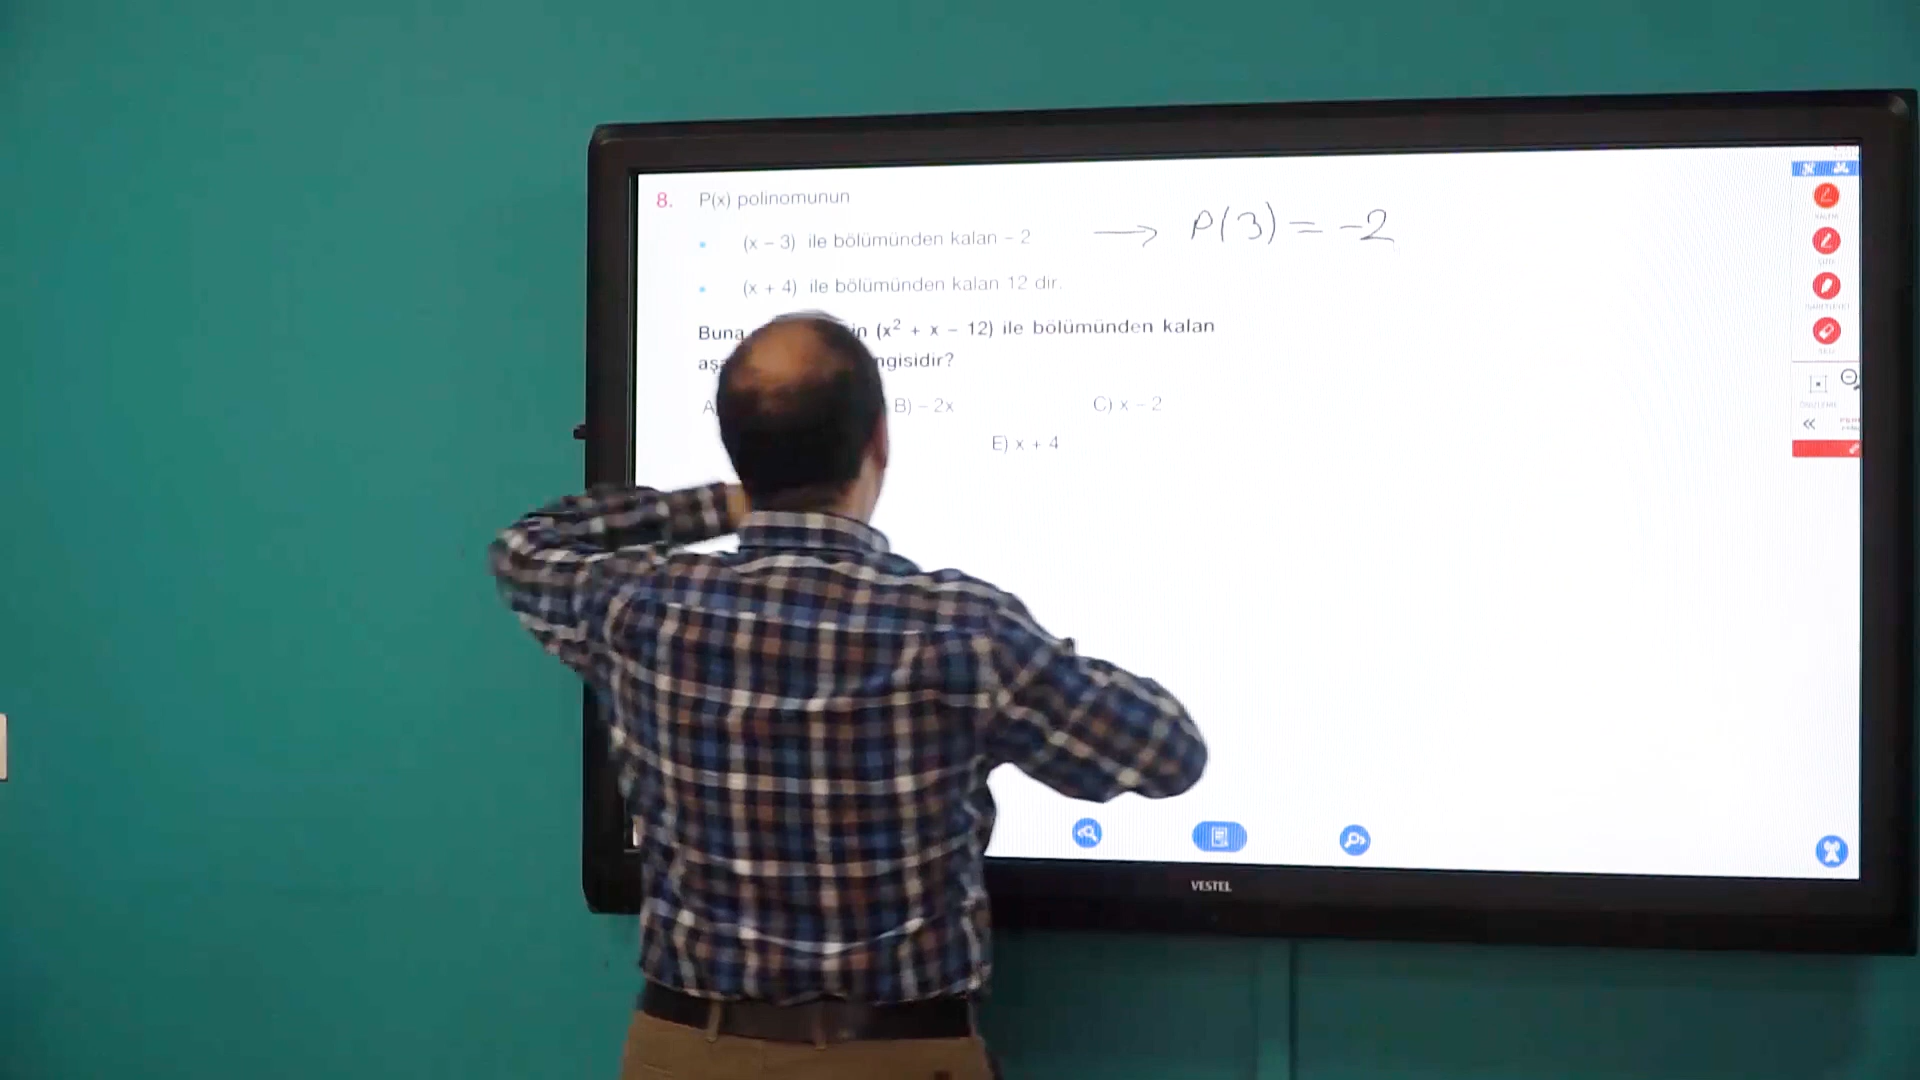 8. P(x) polinomunun
• (x – 3) ile bölümünden kalan – 2 → P(3) = -2
• (x + 4) ile bölümünden kalan 12 dir.
Buna in (x² + x – 12) ile bölümünden kalan
ngisidir?
A B) – 2x C) x – 2
E) x + 4
VESTEL